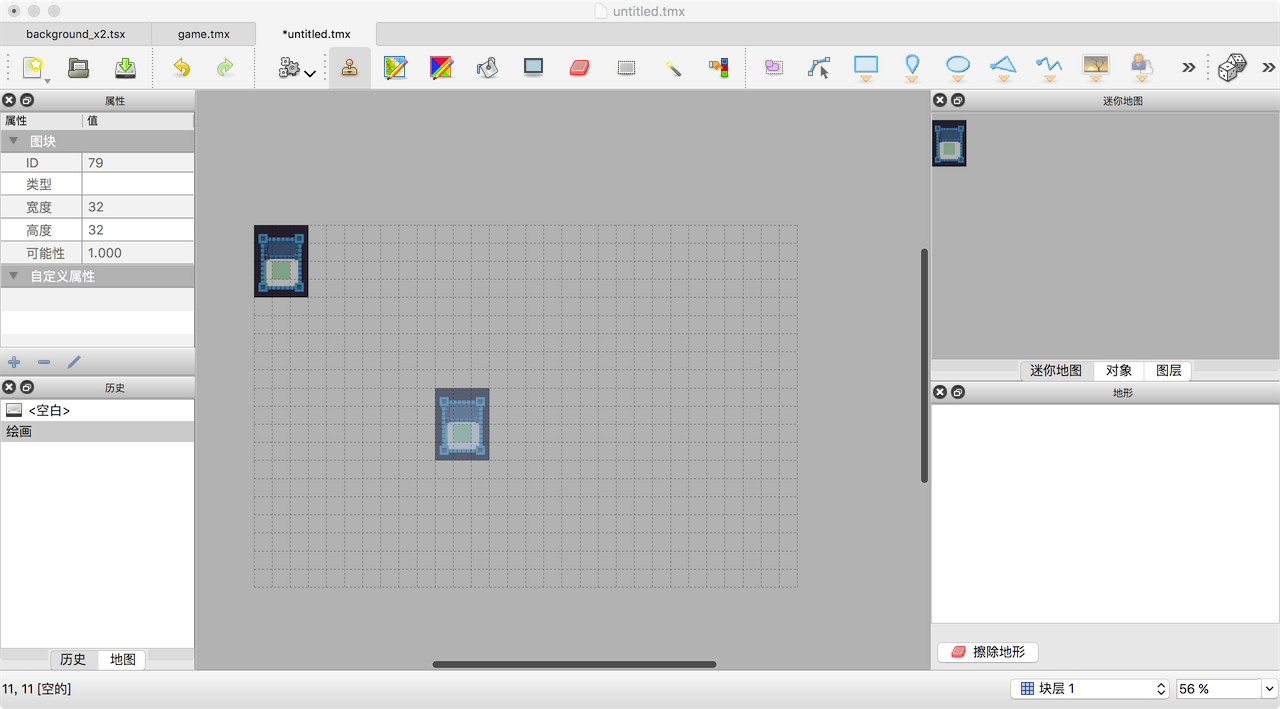 untitled.tmx
background_x2.tsx
game.tmx
*untitled.tmx
属性
属性 值
图块
ID 79
类型
宽度 32
高度 32
可能性 1.000
自定义属性
历史
<空白>
绘画
历史 地图
迷你地图
迷你地图 对象 图层
地形
擦除地形
11, 11 [空的]
块层 1
56 %